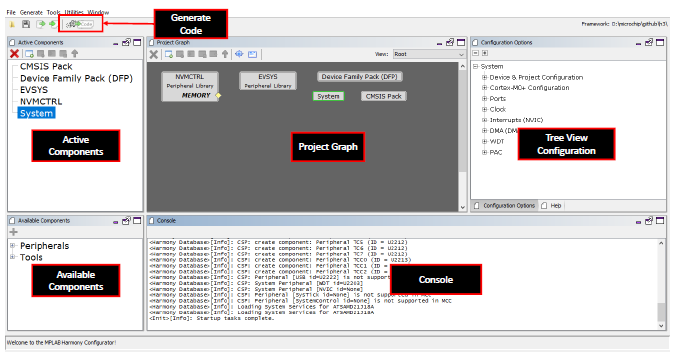 File Generate Tools Utilities Window
Generate
Code
Code
Framework: D:\microchip\github\h3\
Active Components
CMSIS Pack
Device Family Pack (DFP)
EVSYS
NVMCTRL
System
Active
Components
Project Graph
View: Root
NVMCTRL
Peripheral Library
MEMORY
EVSYS
Peripheral Library
Device Family Pack (DFP)
System
CMSIS Pack
Project Graph
Configuration Options
System
Device & Project Configuration
Cortex-M0+ Configuration
Ports
Clock
Interrupts (NVIC)
DMA (DM
WDT
PAC
Tree View
Configuration
Configuration Options
Help
Available Components
Peripherals
Tools
Available
Components
Console
<Harmony Database>[Info]: CSP: create component: Peripheral TC5 (ID = U2212)
<Harmony Database>[Info]: CSP: create component: Peripheral TC6 (ID = U2212)
<Harmony Database>[Info]: CSP: create component: Peripheral TC7 (ID = U2212)
<Harmony Database>[Info]: CSP: create component: Peripheral TCC0 (ID = U2213)
<Harmony Database>[Info]: CSP: create component: Peripheral TCC1 (ID =
<Harmony Database>[Info]: CSP: create component: Peripheral TCC2 (ID =
<Harmony Database>[Info]: CSP: Peripheral [USB id=U2222] is not support
<Harmony Database>[Info]: CSP: System Peripheral [WDT id=U2203]
<Harmony Database>[Info]: CSP: System Peripheral [NVIC id=None]
<Harmony Database>[Info]: CSP: Peripheral [SysTick id=None] is not supported in MCC
<Harmony Database>[Info]: CSP: Peripheral [SystemControl id=None] is not supported in MCC
<Harmony Database>[Info]: Loading System Services for ATSAMD21J18A
<Harmony Database>[Info]: Loading System Services for ATSAMD21J18A
<Init>[Info]: Startup tasks complete.
Console
Welcome to the MPLAB Harmony Configurator!